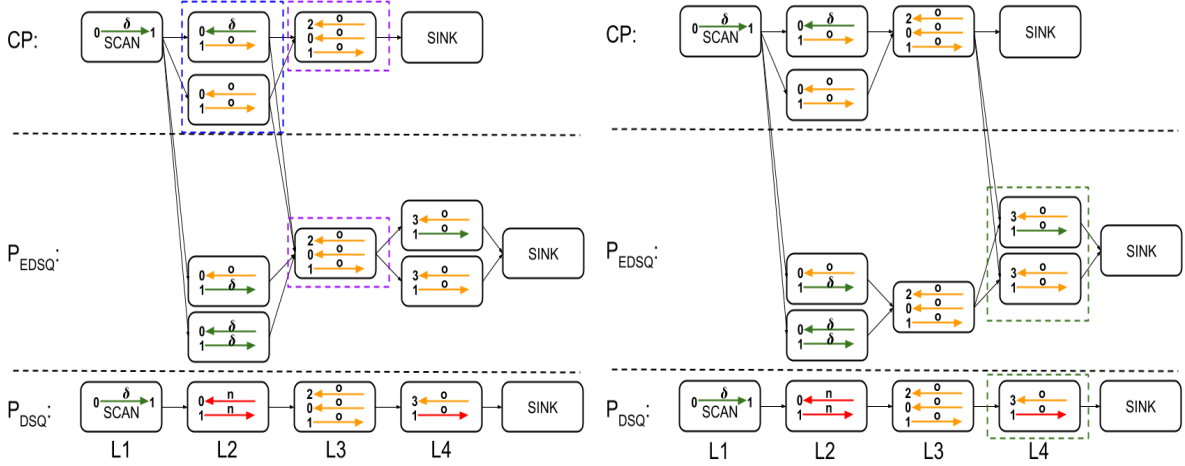 CP:
0 δ 1
SCAN
0 δ
1 o
0 o
1 o
2 o
0 o
1 o
SINK
P_EDSQ:
0 o
1 δ
0 δ
1 δ
2 o
0 o
1 o
3 o
1 o
3 o
1 o
SINK
P_DSQ:
0 δ 1
SCAN
0 n
1 n
2 o
0 o
1 o
3 o
1 o
SINK
L1 L2 L3 L4
CP:
0 δ 1
SCAN
0 δ
1 o
0 o
1 o
2 o
0 o
1 o
SINK
P_EDSQ:
0 o
1 δ
0 δ
1 δ
2 o
0 o
1 o
3 o
1 o
3 o
1 o
SINK
P_DSQ:
0 δ 1
SCAN
0 n
1 n
2 o
0 o
1 o
3 o
1 o
SINK
L1 L2 L3 L4